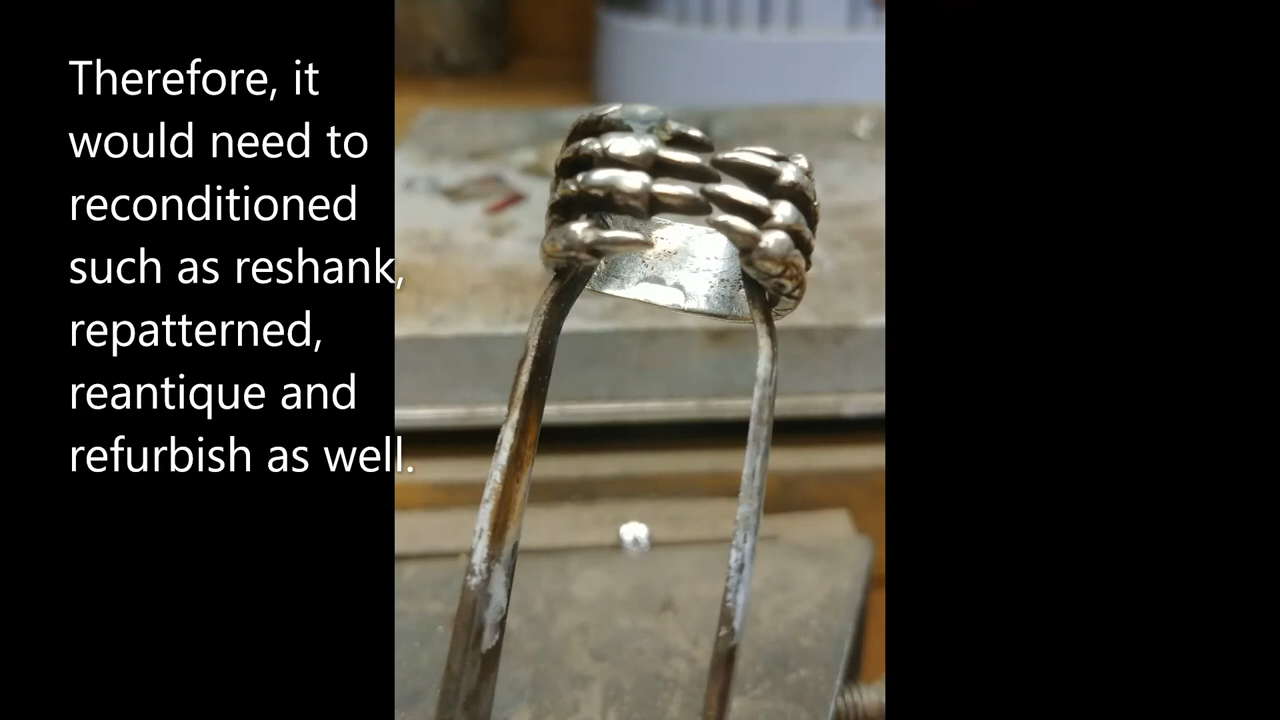 Therefore, it
would need to
reconditioned
such as reshank,
repatterned,
reantique and
refurbish as well.